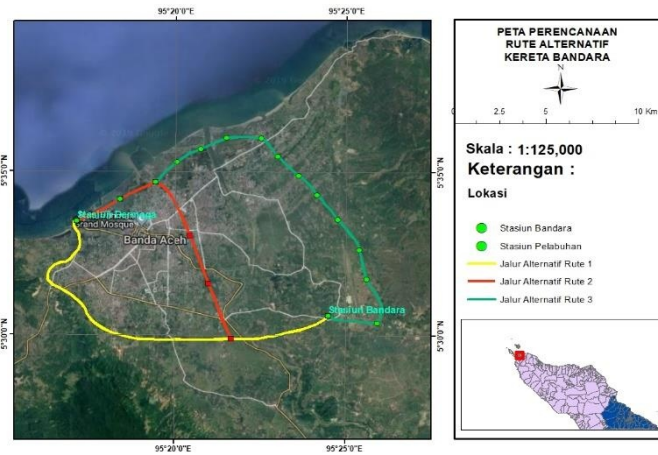 95°20'0"E
95°25'0"E
5°35'0"N
5°35'0"N
Grand Mosque
Banda Aceh
Stasiun Bandara
5°30'0"N
5°30'0"N
95°20'0"E
95°25'0"E
PETA PERENCANAAN
RUTE ALTERNATIF
KERETA BANDARA
N
0 2.5 5 10 Km
Skala : 1:125,000
Keterangan :
Lokasi
Stasiun Bandara
Stasiun Pelabuhan
Jalur Alternatif Rute 1
Jalur Alternatif Rute 2
Jalur Alternatif Rute 3